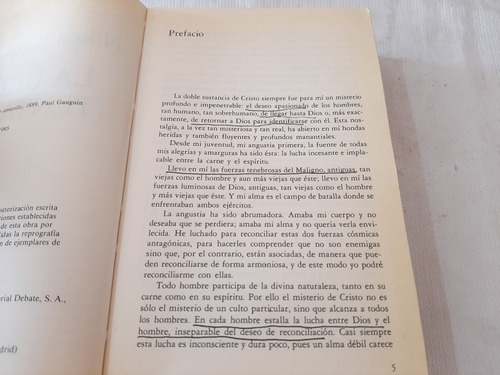 amarillo, 1889, Paul Gauguin
1985
autorización escrita
ciones establecidas
de esta obra por
idas la reprografía
n de ejemplares de
rial Debate, S. A.,
drid)
Prefacio
La doble sustancia de Cristo siempre fue para mí un misterio
profundo e impenetrable: el deseo apasionado de los hombres,
tan humano, tan sobrehumano, de llegar hasta Dios o, más exac-
tamente, de retornar a Dios para identificarse con él. Esta nos-
talgia, a la vez tan misteriosa y tan real, ha abierto en mí hondas
heridas y también fluyentes y profundos manantiales.
Desde mi juventud, mi angustia primera, la fuente de todas
mis alegrías y amarguras ha sido ésta: la lucha incesante e impla-
cable entre la carne y el espíritu.
Llevo en mí las fuerzas tenebrosas del Maligno, antiguas, tan
viejas como el hombre y aun más viejas que éste; llevo en mí las
fuerzas luminosas de Dios, antiguas, tan viejas como el hombre
y más viejas que éste. Y mi alma es el campo de batalla donde se
enfrentaban ambos ejércitos.
La angustia ha sido abrumadora. Amaba mi cuerpo y no
deseaba que se perdiera; amaba mi alma y no quería verla envi-
lecida. He luchado para reconciliar estas dos fuerzas cósmicas
antagónicas, para hacerles comprender que no son enemigas
sino que, por el contrario, están asociadas, de manera que pue-
den reconciliarse de forma armoniosa, y de este modo yo podré
reconciliarme con ellas.
Todo hombre participa de la divina naturaleza, tanto en su
carne como en su espíritu. Por ello el misterio de Cristo no es
sólo el misterio de un culto particular, sino que alcanza a todos
los hombres. En cada hombre estalla la lucha entre Dios y el
hombre, inseparable del deseo de reconciliación. Casi siempre
esta lucha es inconsciente y dura poco, pues un alma débil carece
5